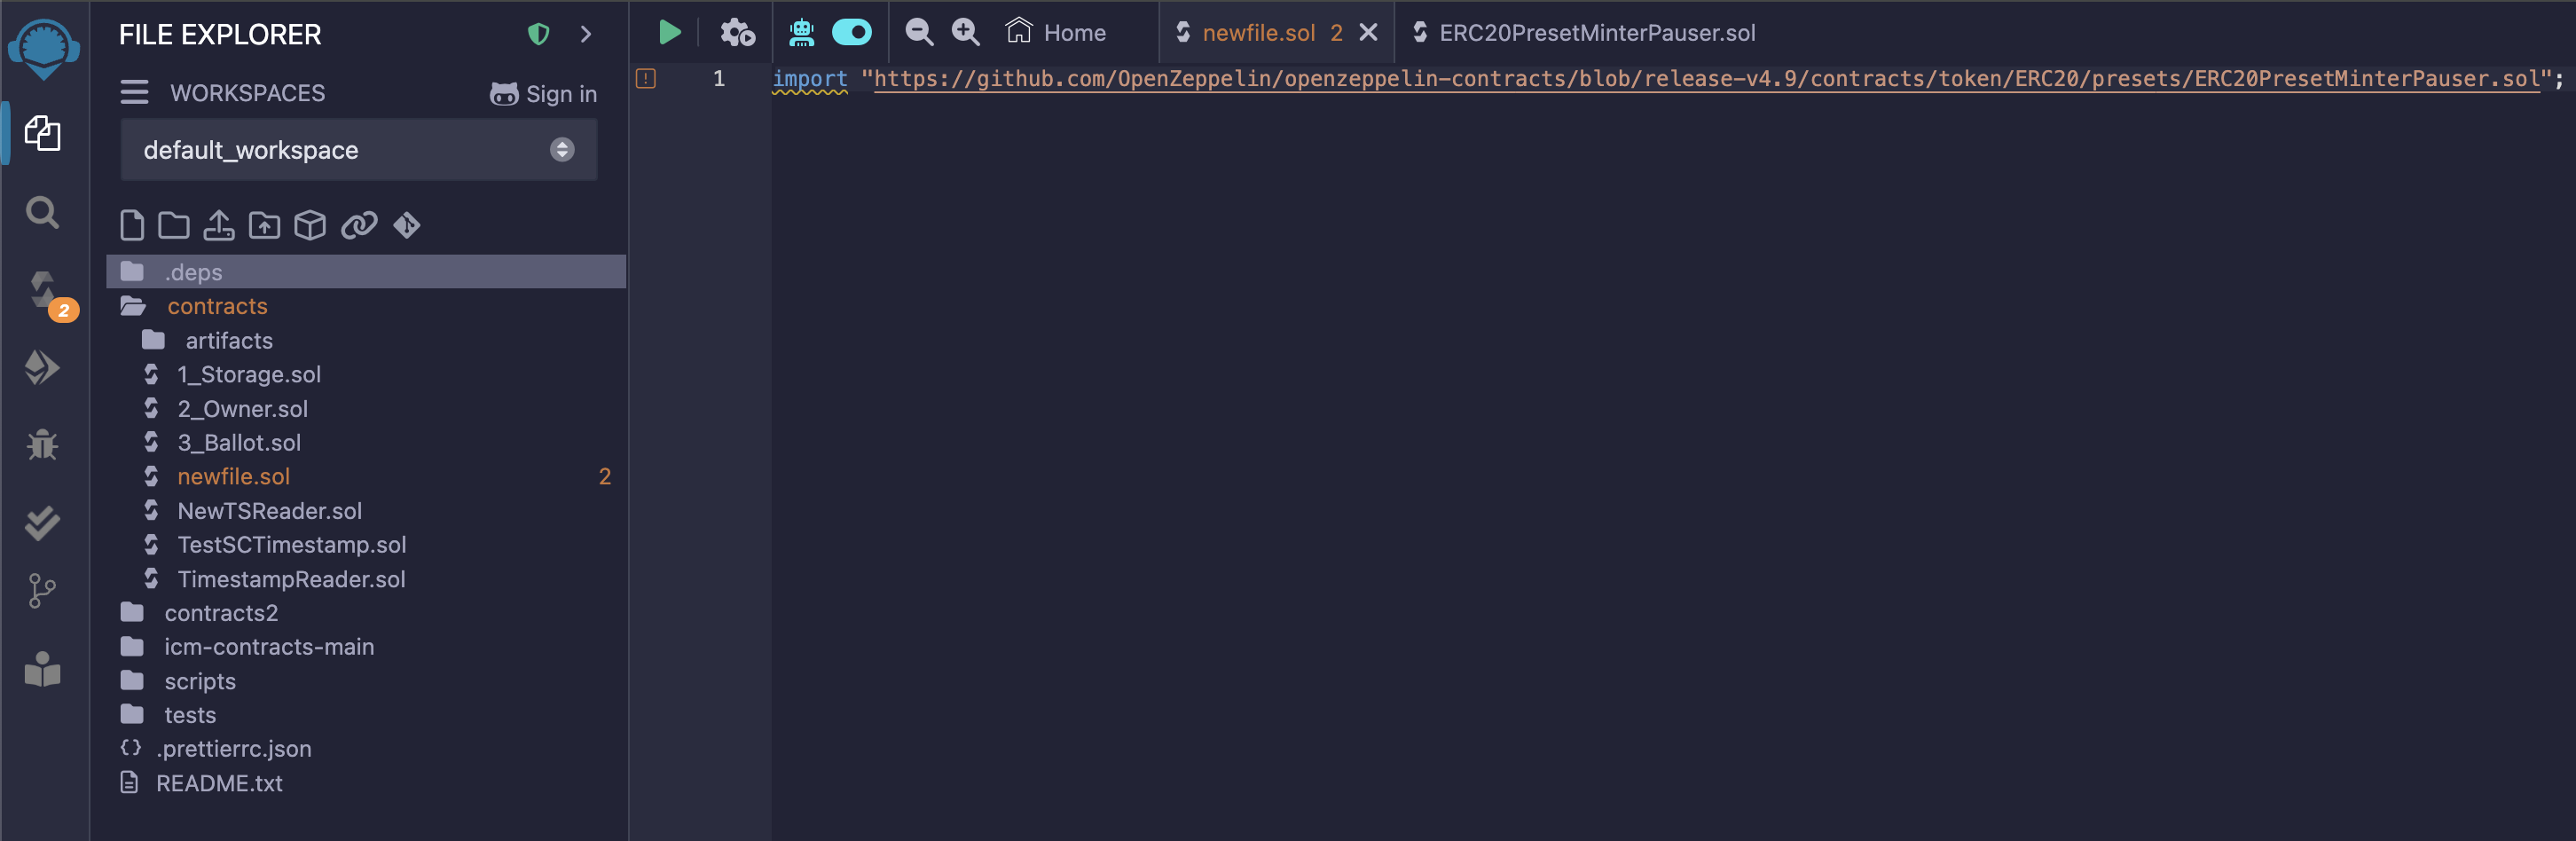 FILE EXPLORER
WORKSPACES
Sign in
default_workspace
2
.deps
contracts
artifacts
1_Storage.sol
2_Owner.sol
3_Ballot.sol
newfile.sol 2
NewTSReader.sol
TestSCTimestamp.sol
TimestampReader.sol
contracts2
icm-contracts-main
scripts
tests
{} .prettierrc.json
README.txt
Home
newfile.sol 2
ERC20PresetMinterPauser.sol
1 import "https://github.com/OpenZeppelin/openzeppelin-contracts/blob/release-v4.9/contracts/token/ERC20/presets/ERC20PresetMinterPauser.sol";